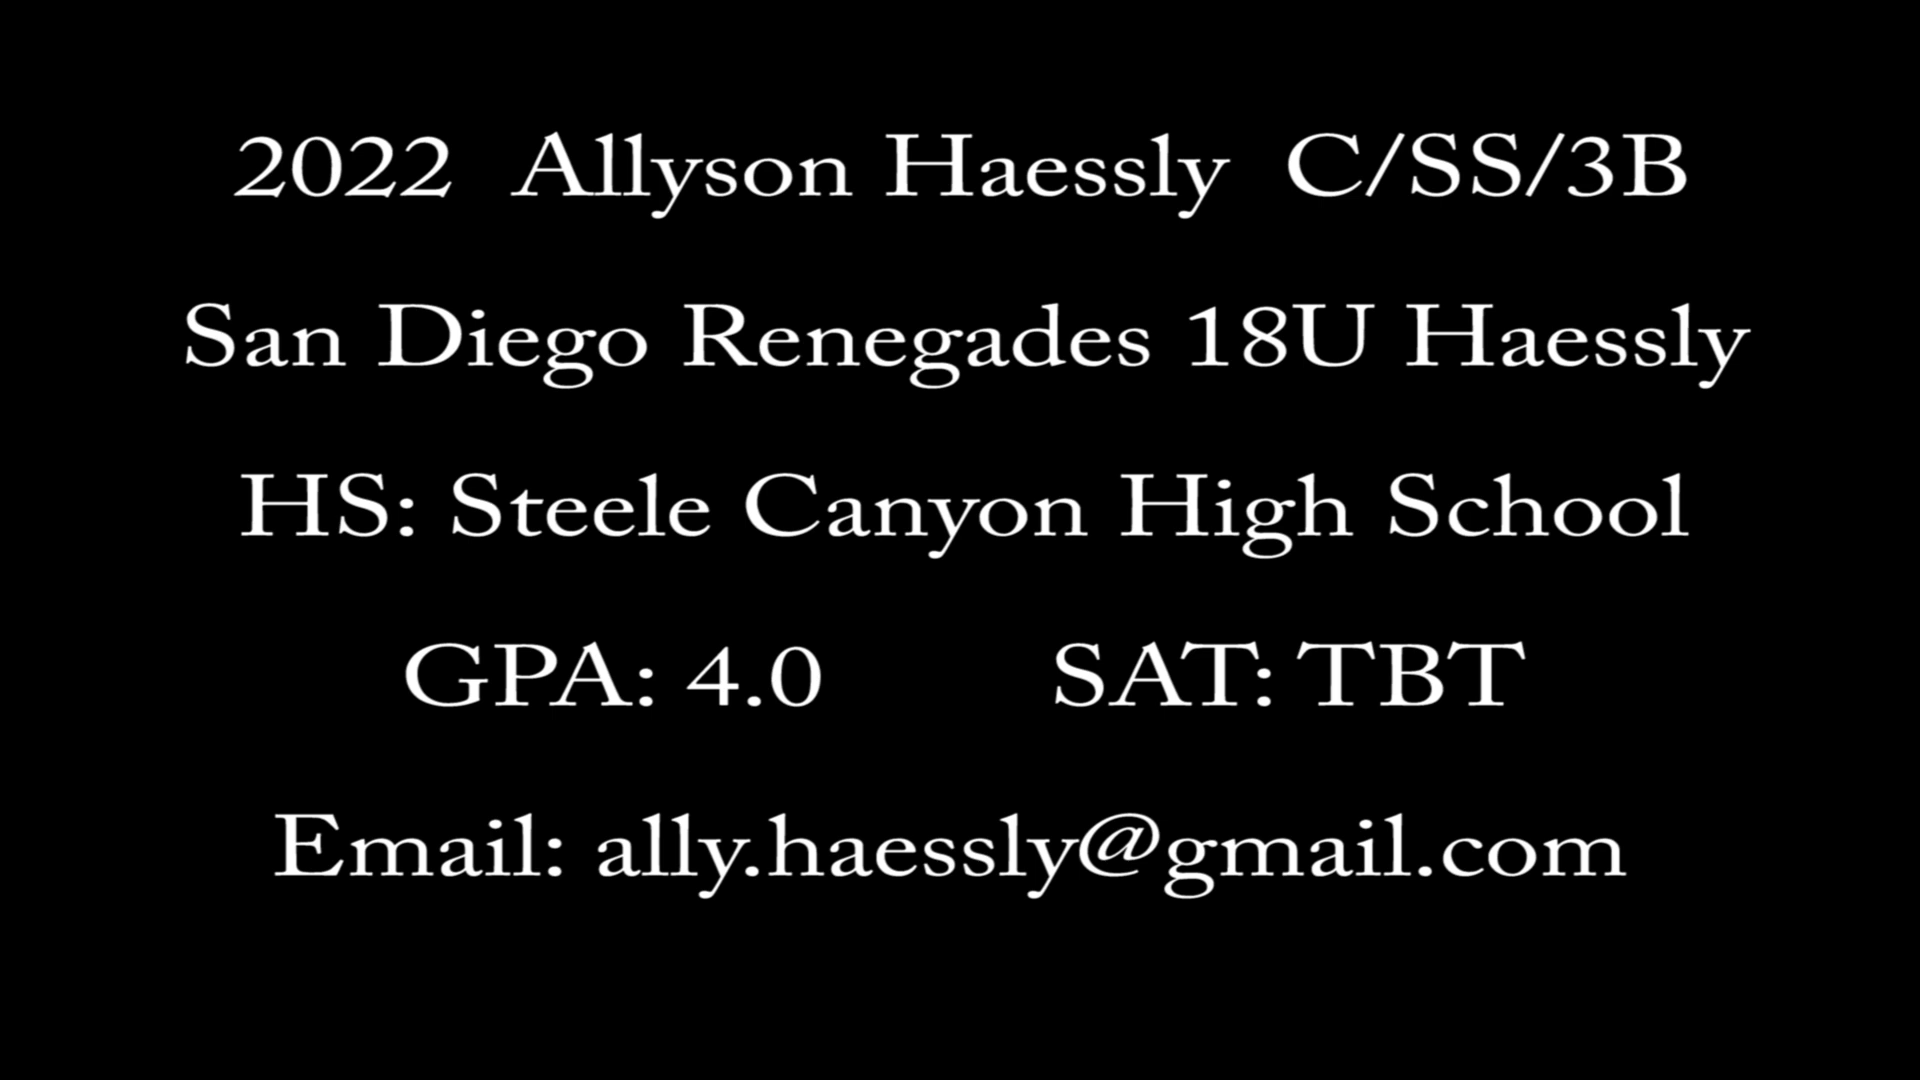 2022 Allyson Haessly C/SS/3B
San Diego Renegades 18U Haessly
HS: Steele Canyon High School
GPA: 4.0 SAT: TBT
Email: ally.haessly@gmail.com